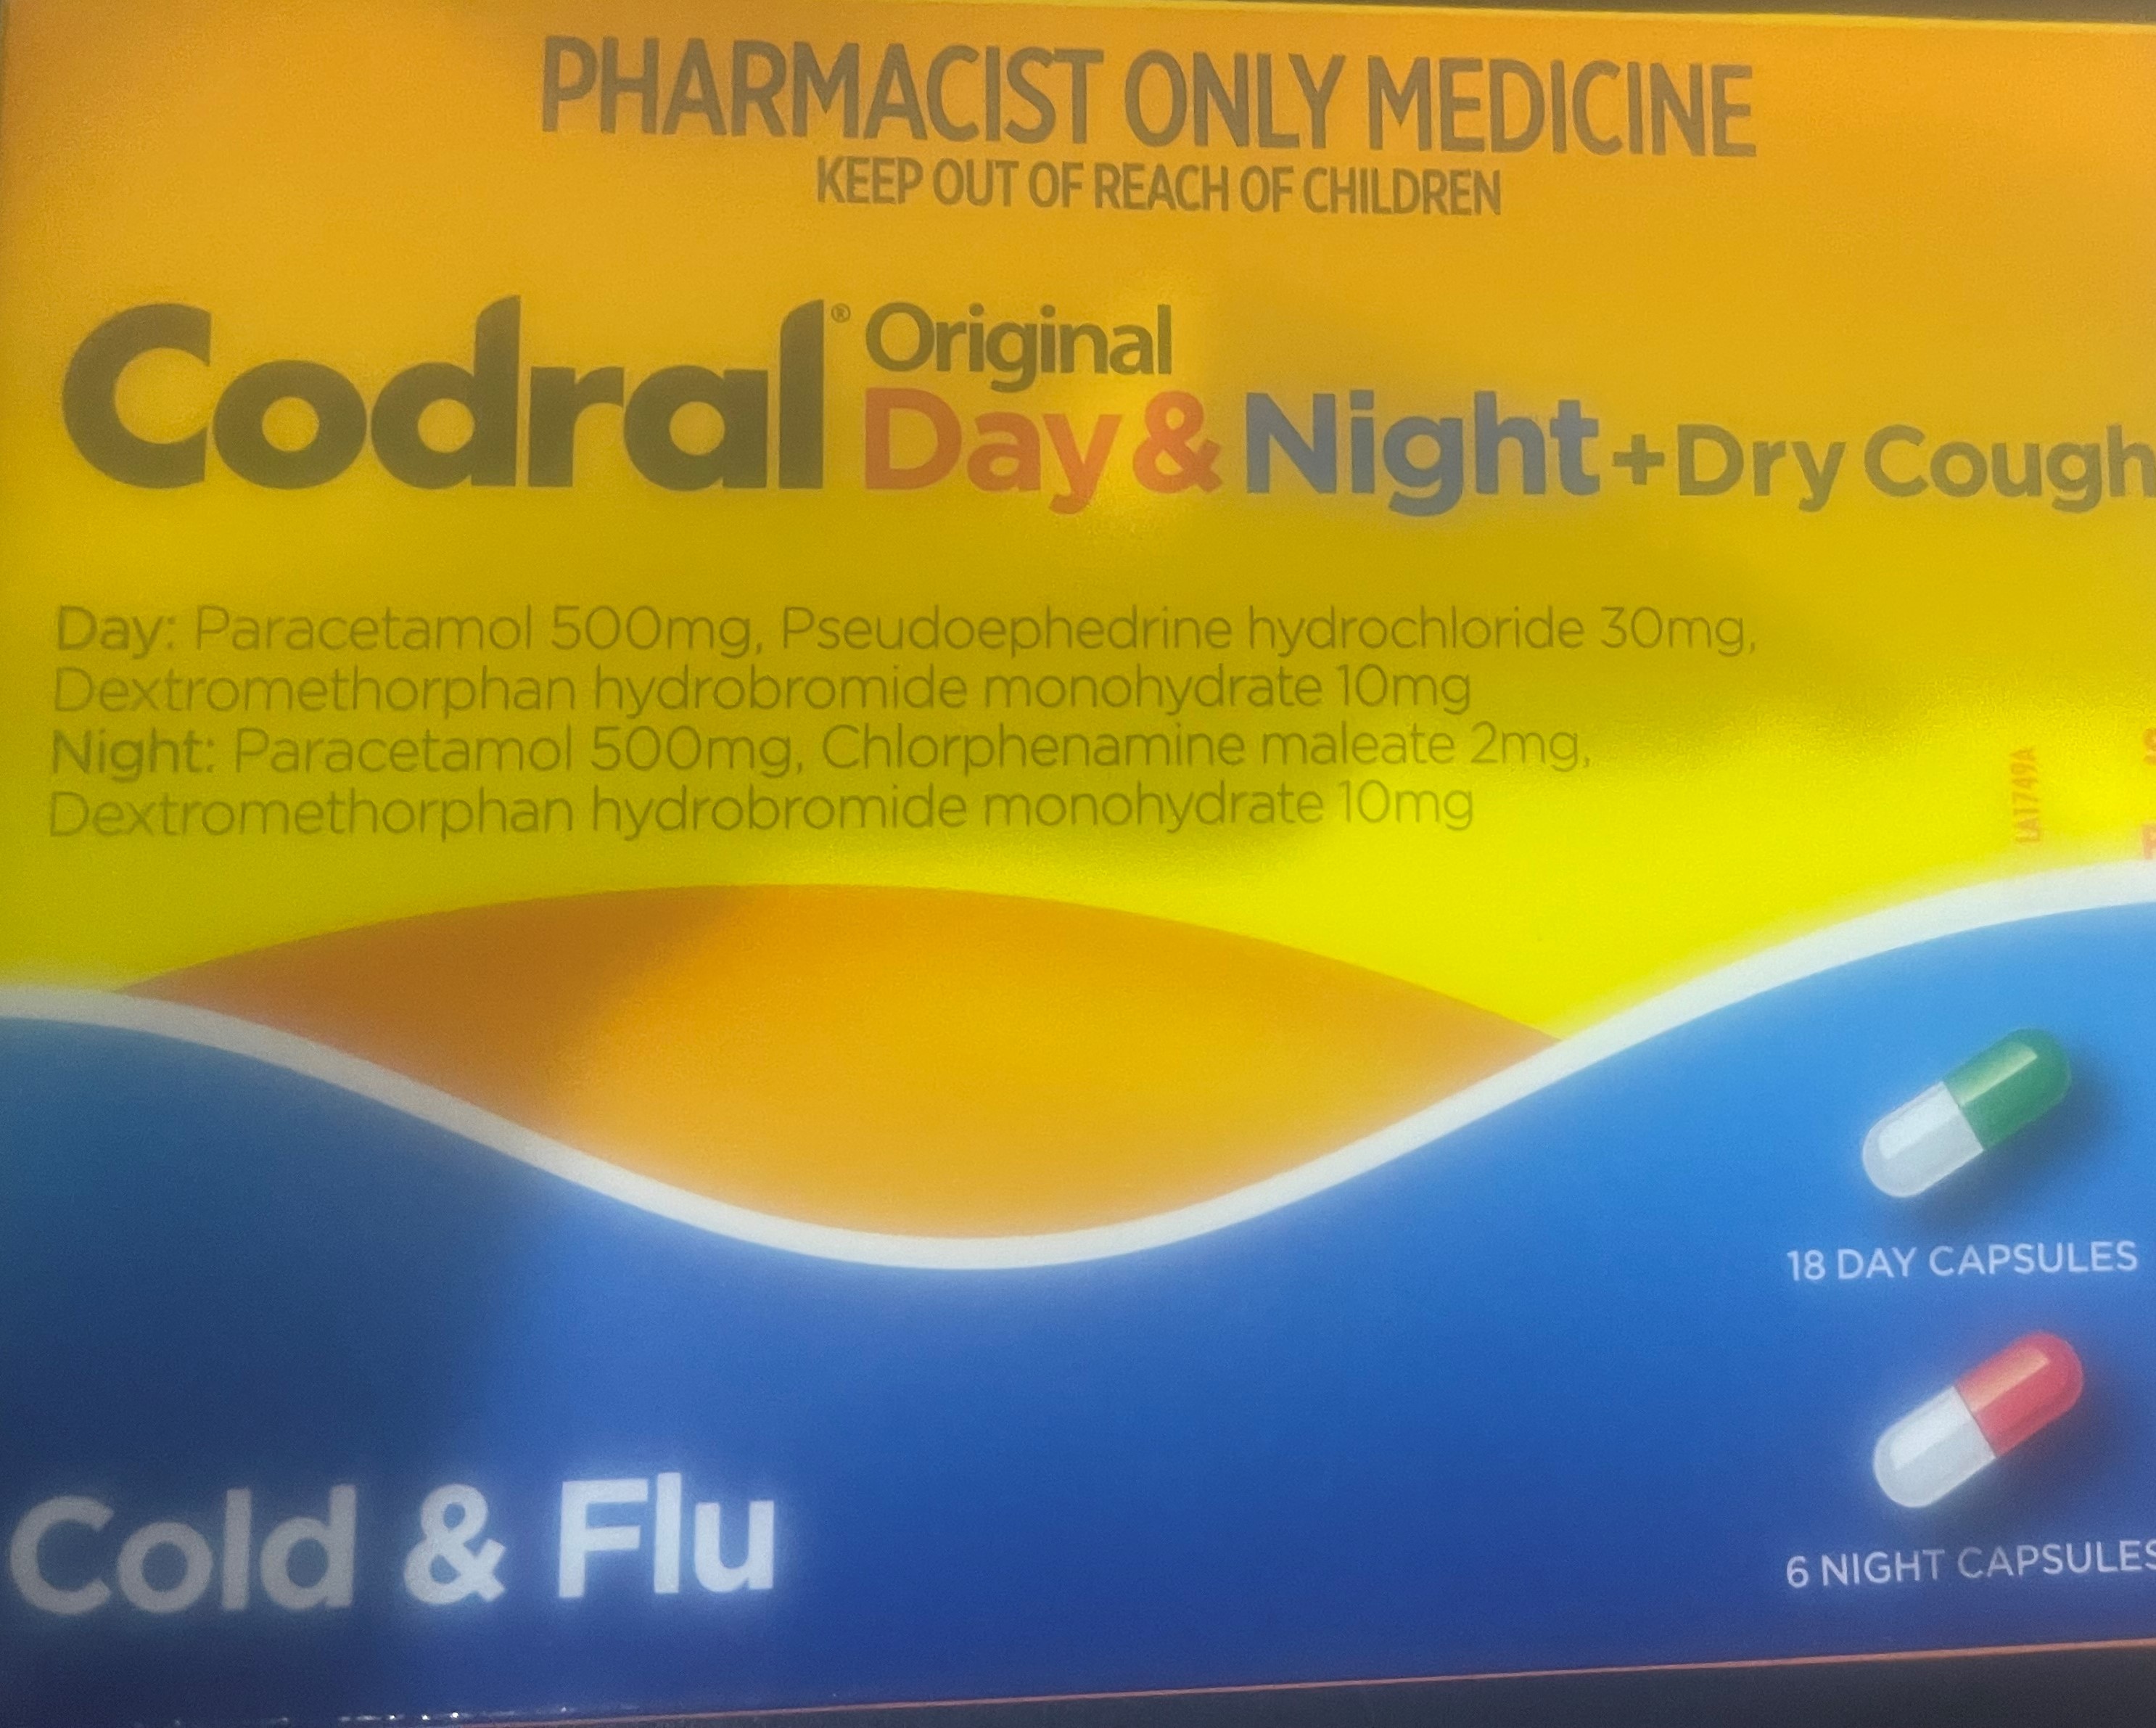 PHARMACIST ONLY MEDICINE
KEEP OUT OF REACH OF CHILDREN
Codral® Original
Day & Night + Dry Cough
Day: Paracetamol 500mg, Pseudoephedrine hydrochloride 30mg,
Dextromethorphan hydrobromide monohydrate 10mg
Night: Paracetamol 500mg, Chlorphenamine maleate 2mg,
Dextromethorphan hydrobromide monohydrate 10mg
LA1749A
18 DAY CAPSULES
6 NIGHT CAPSULES
Cold & Flu